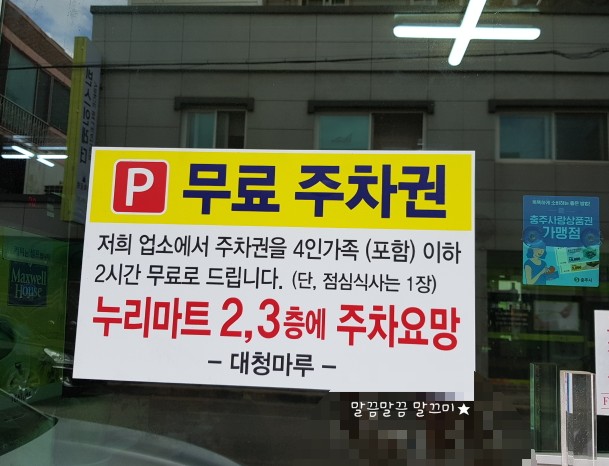 P 무료 주차권
저희 업소에서 주차권을 4인가족 (포함) 이하
2시간 무료로 드립니다. (단, 점심식사는 1장)
누리마트 2,3층에 주차요망
- 대청마루 -
말끔말끔 말끄미★
충주사랑상품권
가맹점
충주시
Maxwell
House